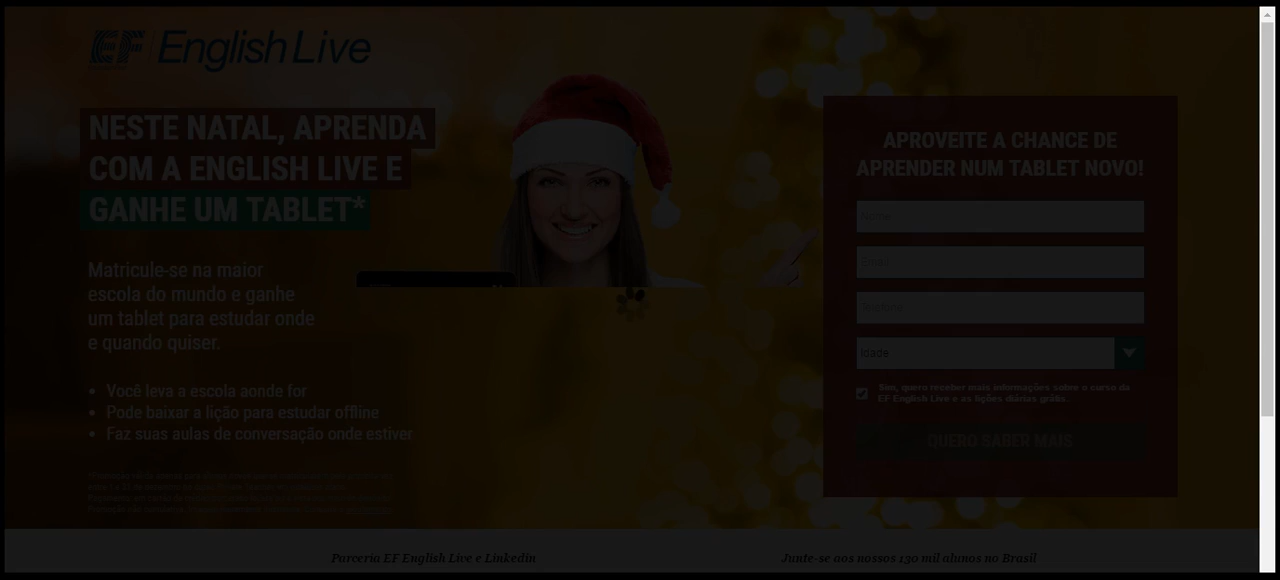 EF English Live
NESTE NATAL, APRENDA
COM A ENGLISH LIVE E
GANHE UM TABLET*
Matricule-se na maior
escola do mundo e ganhe
um tablet para estudar onde
e quando quiser.
• Você leva a escola aonde for
• Pode baixar a lição para estudar offline
• Faz suas aulas de conversação onde estiver
APROVEITE A CHANCE DE
APRENDER NUM TABLET NOVO!
Nome
Email
Telefone
Idade
Sim, quero receber mais informações sobre o curso da
EF English Live e as lições diárias grátis.
QUERO SABER MAIS
Parceria EF English Live e Linkedin
Junte-se aos nossos 130 mil alunos no Brasil